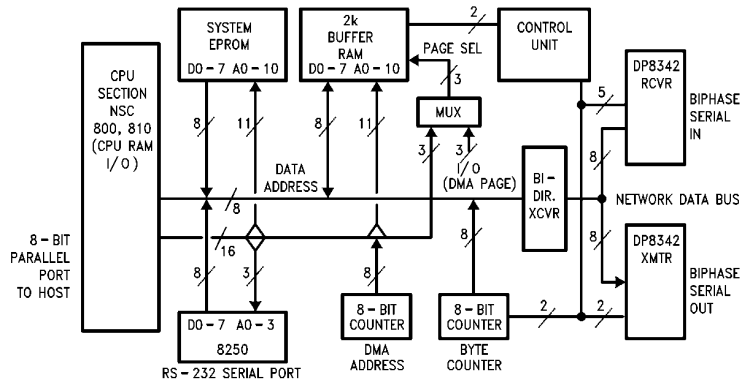 SYSTEM
EPROM
D0-7 A0-10
2k
BUFFER
RAM
D0-7 A0-10
2
CONTROL
UNIT
PAGE SEL
3
MUX
CPU
SECTION
NSC
800, 810
(CPU RAM
I/O)
8
11
8
11
3
3
I/O
(DMA PAGE)
5
DP8342
RCVR
BIPHASE
SERIAL
IN
8
DATA
ADDRESS
8
BI-
DIR.
XCVR
NETWORK DATA BUS
8-BIT
PARALLEL
PORT
TO HOST
16
8
3
8
8
8
DP8342
XMTR
BIPHASE
SERIAL
OUT
D0-7 A0-3
8250
RS-232 SERIAL PORT
8-BIT
COUNTER
DMA
ADDRESS
8-BIT
COUNTER
BYTE
COUNTER
2
2